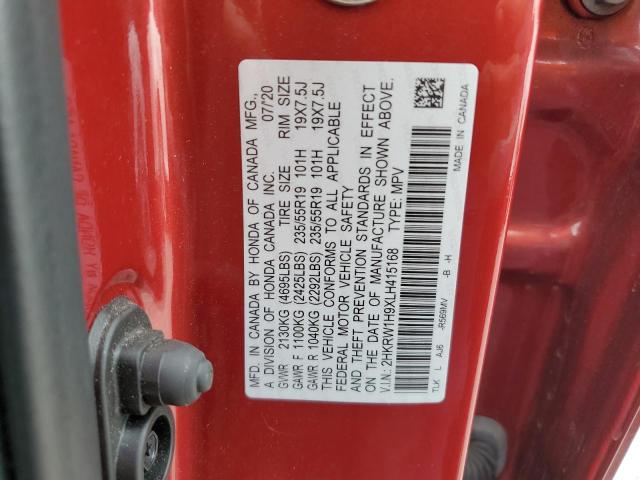 MFD. IN CANADA BY HONDA OF CANADA MFG.,
A DIVISION OF HONDA CANADA INC. 07/20
GVWR 2130KG (4695LBS) TIRE SIZE RIM SIZE
GAWR F 1100KG (2425LBS) 235/55R19 101H 19X7.5J
GAWR R 1040KG (2292LBS) 235/55R19 101H 19X7.5J
THIS VEHICLE CONFORMS TO ALL APPLICABLE
FEDERAL MOTOR VEHICLE SAFETY
AND THEFT PREVENTION STANDARDS IN EFFECT
ON THE DATE OF MANUFACTURE SHOWN ABOVE.
V.I.N.: 2HKRW1H9XLH415168 TYPE: MPV
TLK L AJ6 -R569MV -B -H MADE IN CANADA